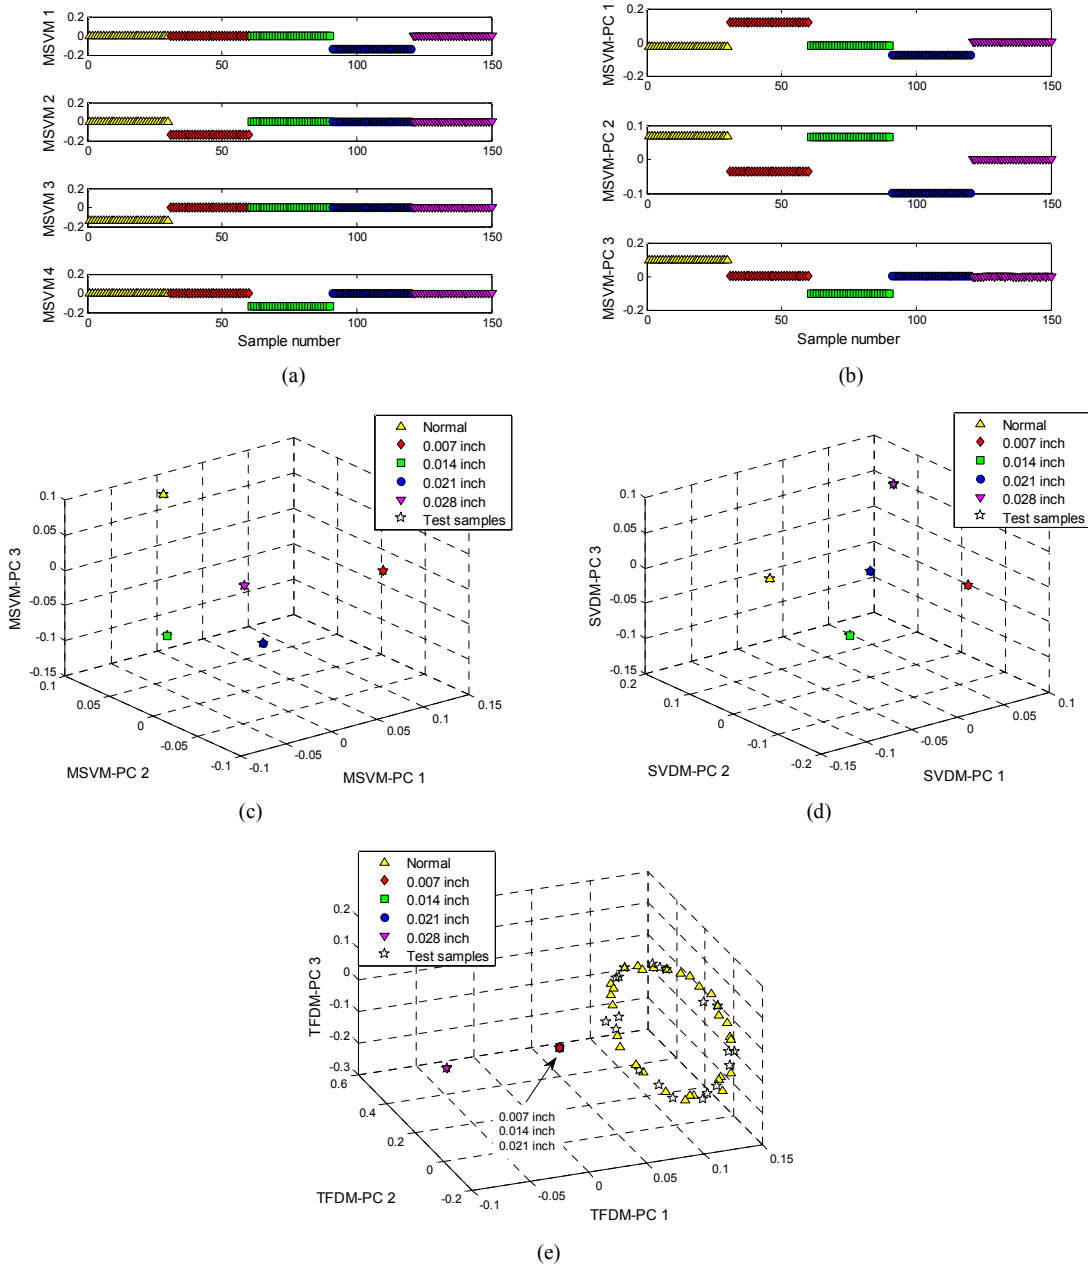 MSVM 1
0.2
0
-0.2
0
50
100
150
MSVM 2
0.2
0
-0.2
0
50
100
150
MSVM 3
0.2
0
-0.2
0
50
100
150
MSVM 4
0.2
0
-0.2
0
50
100
150
Sample number
(a)
MSVM-PC 1
0.2
0
-0.2
0
50
100
150
MSVM-PC 2
0.1
0
-0.1
0
50
100
150
MSVM-PC 3
0.2
0
-0.2
0
50
100
150
Sample number
(b)
Normal
0.007 inch
0.014 inch
0.021 inch
0.028 inch
Test samples
MSVM-PC 3
0.1
0.05
0
-0.05
-0.1
-0.15
0.1
0.05
0
-0.05
-0.1
MSVM-PC 2
-0.1
-0.05
0
0.05
0.1
0.15
MSVM-PC 1
(c)
Normal
0.007 inch
0.014 inch
0.021 inch
0.028 inch
Test samples
SVDM-PC 3
0.1
0.05
0
-0.05
-0.1
-0.15
0.2
0.1
0
-0.1
-0.2
SVDM-PC 2
-0.15
-0.1
-0.05
0
0.05
0.1
SVDM-PC 1
(d)
Normal
0.007 inch
0.014 inch
0.021 inch
0.028 inch
Test samples
TFDM-PC 3
0.2
0.1
0
-0.1
-0.2
-0.3
0.6
0.4
0.2
0
-0.2
TFDM-PC 2
0.007 inch
0.014 inch
0.021 inch
-0.1
-0.05
0
0.05
0.1
0.15
TFDM-PC 1
(e)